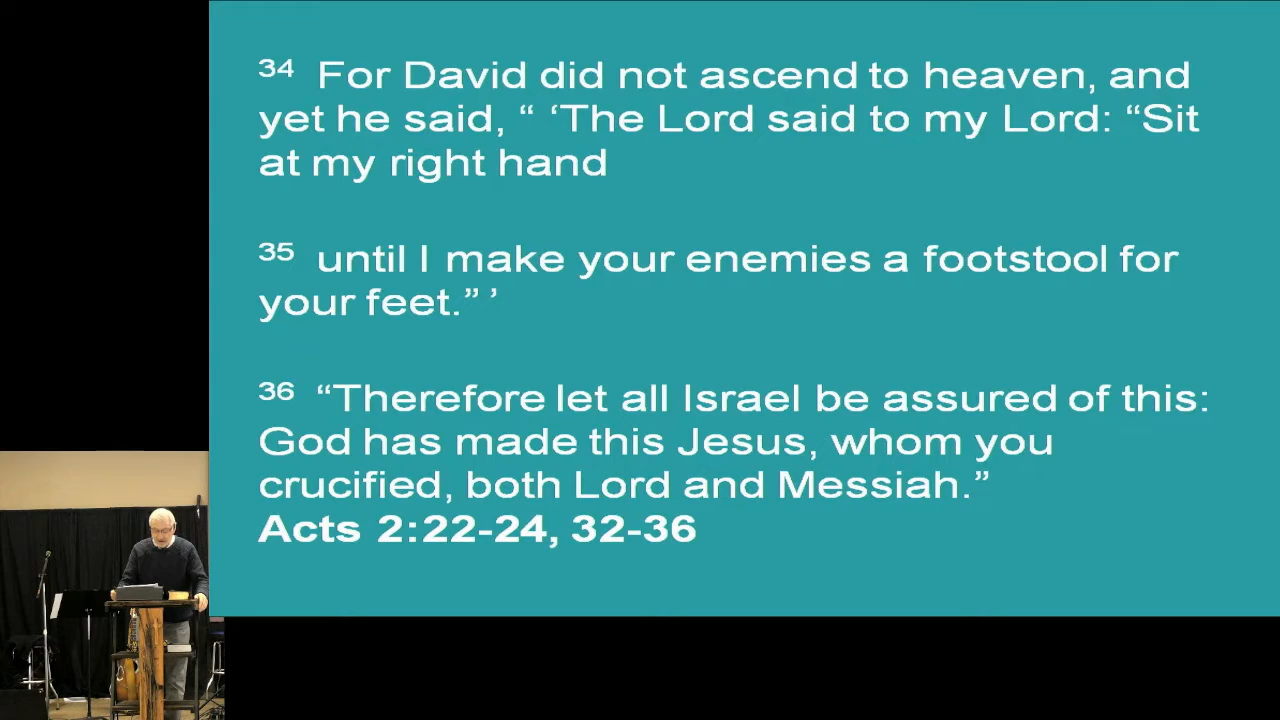 34 For David did not ascend to heaven, and
yet he said, “ ‘The Lord said to my Lord: “Sit
at my right hand
35 until I make your enemies a footstool for
your feet.” ’
36 “Therefore let all Israel be assured of this:
God has made this Jesus, whom you
crucified, both Lord and Messiah.”
Acts 2:22-24, 32-36